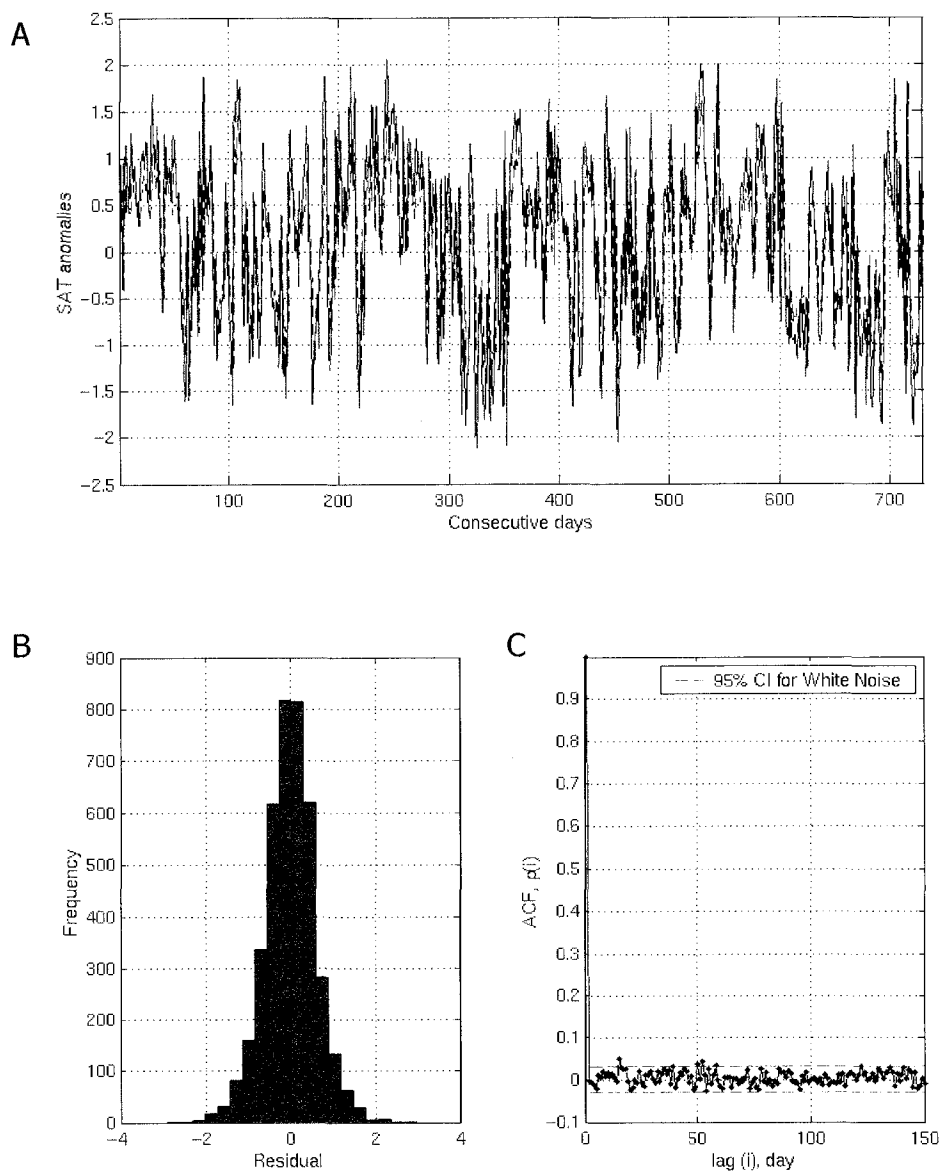 A
2.5
2
1.5
1
0.5
0
−0.5
−1
−1.5
−2
−2.5
SAT anomalies
100 200 300 400 500 600 700
Consecutive days
B
900
800
700
600
500
400
300
200
100
0
Frequency
−4 −2 0 2 4
Residual
C
95% CI for White Noise
0.9
0.8
0.7
0.6
0.5
0.4
0.3
0.2
0.1
0
−0.1
ACF, ρ(i)
0 50 100 150
lag (i), day